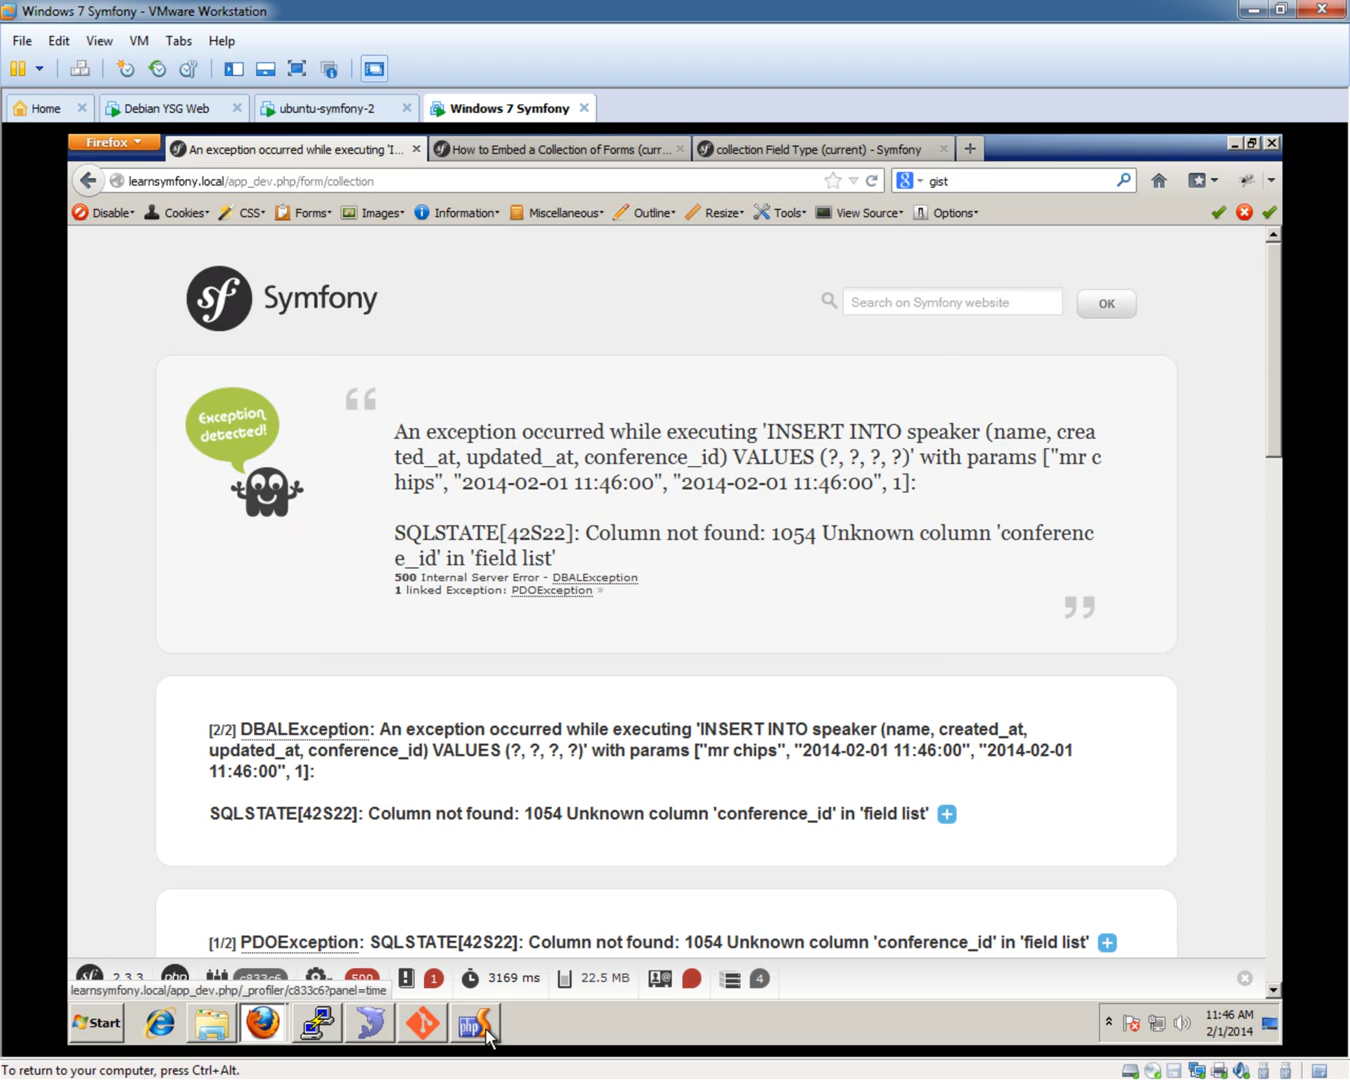 Windows 7 Symfony - VMware Workstation
File Edit View VM Tabs Help
Home Debian YSG Web ubuntu-symfony-2 Windows 7 Symfony
Firefox An exception occurred while executing 'I... How to Embed a Collection of Forms (curr... collection Field Type (current) - Symfony
learnsymfony.local/app_dev.php/form/collection gist
Disable Cookies CSS Forms Images Information Miscellaneous Outline Resize Tools View Source Options
sf Symfony Search on Symfony website OK
Exception
detected!
An exception occurred while executing 'INSERT INTO speaker (name, crea
ted_at, updated_at, conference_id) VALUES (?, ?, ?, ?)' with params ["mr c
hips", "2014-02-01 11:46:00", "2014-02-01 11:46:00", 1]:
SQLSTATE[42S22]: Column not found: 1054 Unknown column 'conferenc
e_id' in 'field list'
500 Internal Server Error - DBALException
1 linked Exception: PDOException »
[2/2] DBALException: An exception occurred while executing 'INSERT INTO speaker (name, created_at,
updated_at, conference_id) VALUES (?, ?, ?, ?)' with params ["mr chips", "2014-02-01 11:46:00", "2014-02-01
11:46:00", 1]:
SQLSTATE[42S22]: Column not found: 1054 Unknown column 'conference_id' in 'field list'
[1/2] PDOException: SQLSTATE[42S22]: Column not found: 1054 Unknown column 'conference_id' in 'field list'
sf 2.3.3 php c833c6 500 1 3169 ms 22.5 MB 4
learnsymfony.local/app_dev.php/_profiler/c833c6?panel=time
Start php 11:46 AM
2/1/2014
To return to your computer, press Ctrl+Alt.